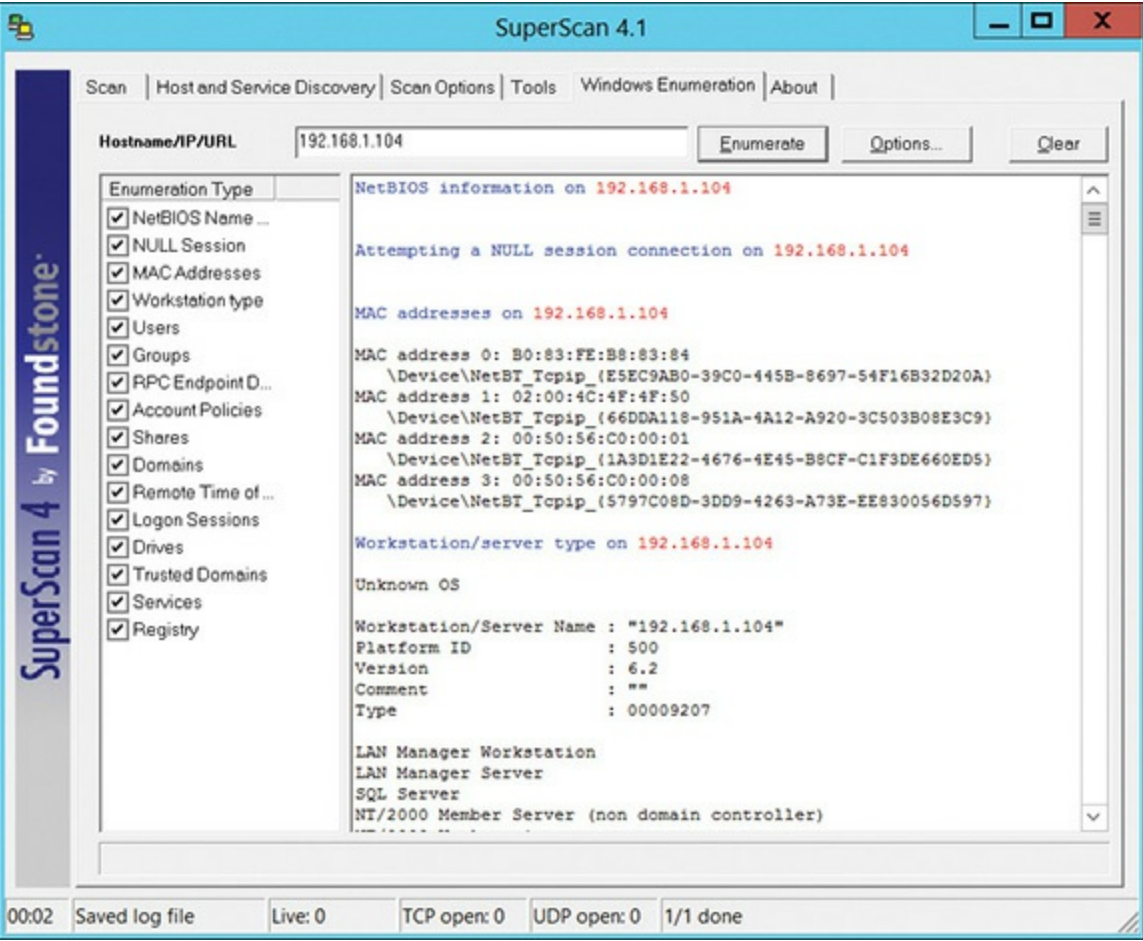 SuperScan 4.1
Scan
Host and Service Discovery
Scan Options
Tools
Windows Enumeration
About
Hostname/IP/URL
192.168.1.104
Enumerate
Options...
Clear
SuperScan 4 by Foundstone
Enumeration Type
NetBIOS Name ...
NULL Session
MAC Addresses
Workstation type
Users
Groups
RPC Endpoint D...
Account Policies
Shares
Domains
Remote Time of ...
Logon Sessions
Drives
Trusted Domains
Services
Registry
NetBIOS information on 192.168.1.104
Attempting a NULL session connection on 192.168.1.104
MAC addresses on 192.168.1.104
MAC address 0: B0:83:FE:B8:83:84
\Device\NetBT_Tcpip_{E5EC9AB0-39C0-445B-8697-54F16B32D20A}
MAC address 1: 02:00:4C:4F:4F:50
\Device\NetBT_Tcpip_{66DDA118-951A-4A12-A920-3C503B08E3C9}
MAC address 2: 00:50:56:C0:00:01
\Device\NetBT_Tcpip_{1A3D1E22-4676-4E45-B8CF-C1F3DE660ED5}
MAC address 3: 00:50:56:C0:00:08
\Device\NetBT_Tcpip_{5797C08D-3DD9-4263-A73E-EE830056D597}
Workstation/server type on 192.168.1.104
Unknown OS
Workstation/Server Name : "192.168.1.104"
Platform ID : 500
Version : 6.2
Comment : ""
Type : 00009207
LAN Manager Workstation
LAN Manager Server
SQL Server
NT/2000 Member Server (non domain controller)
00:02
Saved log file
Live: 0
TCP open: 0
UDP open: 0
1/1 done